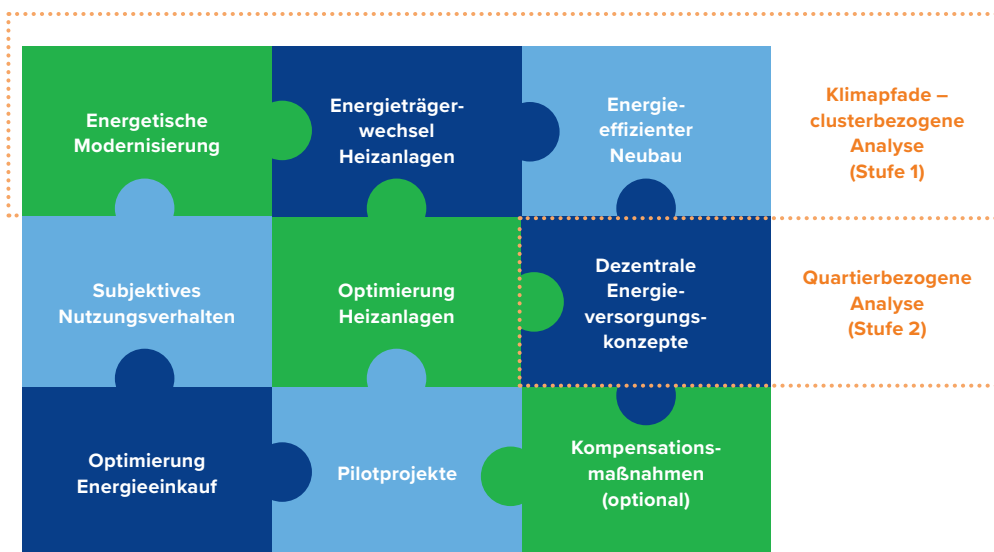 Energetische
Modernisierung
Energieträger-
wechsel
Heizanlagen
Energie-
effizienter
Neubau
Klimapfade –
clusterbezogene
Analyse
(Stufe 1)
Subjektives
Nutzungsverhalten
Optimierung
Heizanlagen
Dezentrale
Energie-
versorgungs-
konzepte
Quartierbezogene
Analyse
(Stufe 2)
Optimierung
Energieeinkauf
Pilotprojekte
Kompensations-
maßnahmen
(optional)